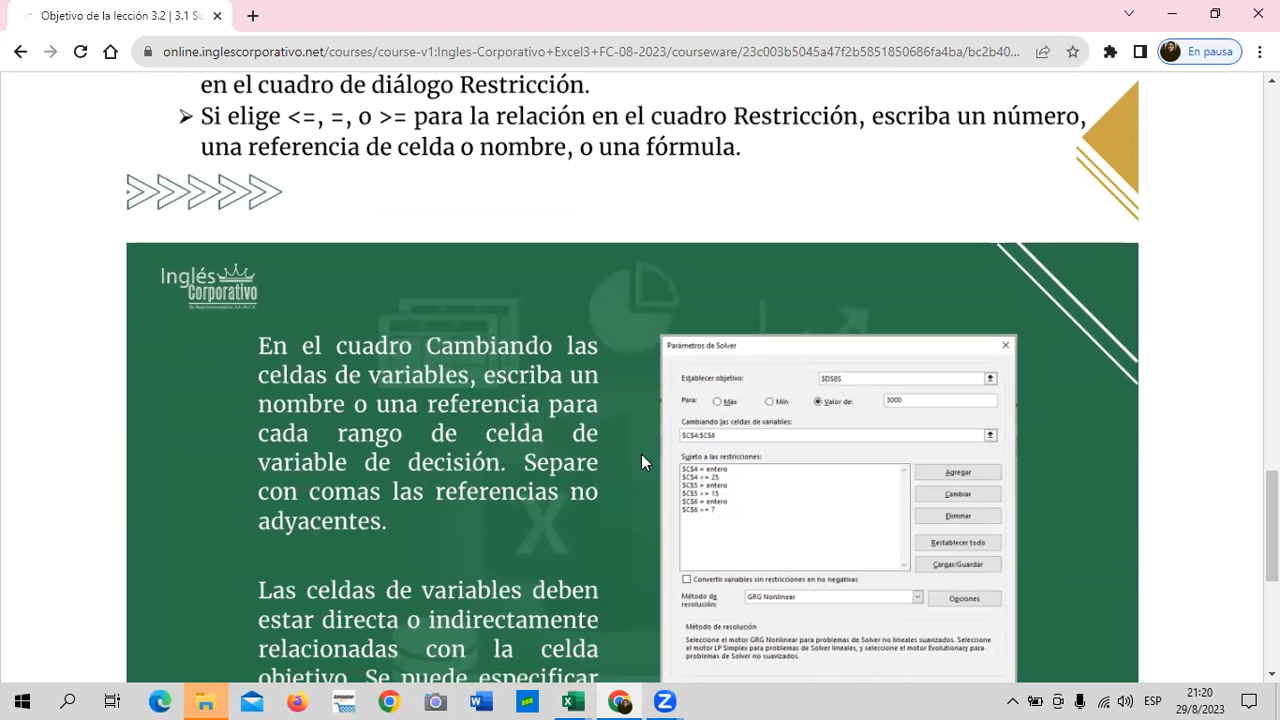 Objetivo 3.2 | 3.1 Su
online.inglescorporativo.net/courses/course-v1:Ingles-Corporativo+Excel3+FC-08-2023/courseware/23c003b5045a47f2b5851850686fa4ba/bc2b40...
En pausa
en el cuadro de diálogo Restricción.
➢ Si elige <=, =, o >= para la relación en el cuadro Restricción, escriba un número,
una referencia de celda o nombre, o una fórmula.
Inglés
Corporativo
En el cuadro Cambiando las
celdas de variables, escriba un
nombre o una referencia para
cada rango de celda de
variable de decisión. Separe
con comas las referencias no
adyacentes.
Las celdas de variables deben
estar directa o indirectamente
relacionadas con la celda
objetivo. Se puede especificar
Parámetros de Solver
Establecer objetivo:
$D$8$
Para:
Máx
Mín
Valor de:
3000
Cambiando las celdas de variables:
$C$4:$C$6
Sujeto a las restricciones:
$C$4 = entero
$C$4 >= 25
$C$5 = entero
$C$5 >= 15
$C$6 = entero
$C$6 >= 7
Agregar
Cambiar
Eliminar
Restablecer todo
Cargar/Guardar
Convertir variables sin restricciones en no negativas
Método de
resolución:
GRG Nonlinear
Opciones
Método de resolución
Seleccione el motor GRG Nonlinear para problemas de Solver no lineales suavizados. Seleccione
el motor LP Simplex para problemas de Solver lineales, y seleccione el motor Evolutionary para
problemas de Solver no suavizados.
ESP
21:20
29/8/2023